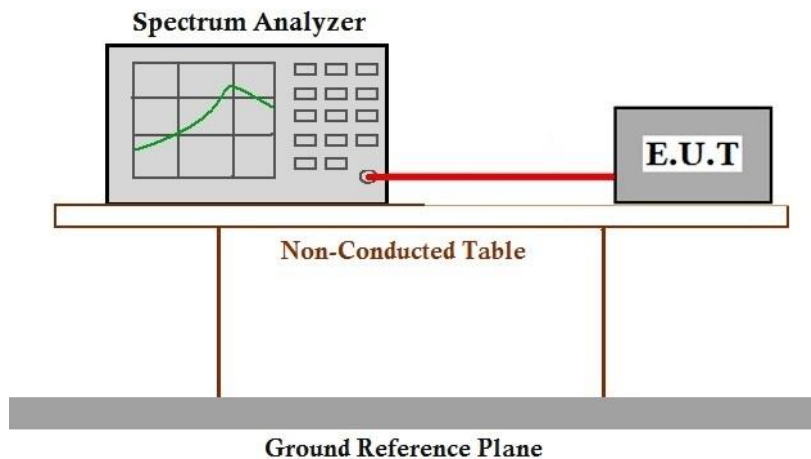 Spectrum Analyzer
E.U.T
Non-Conducted Table
Ground Reference Plane